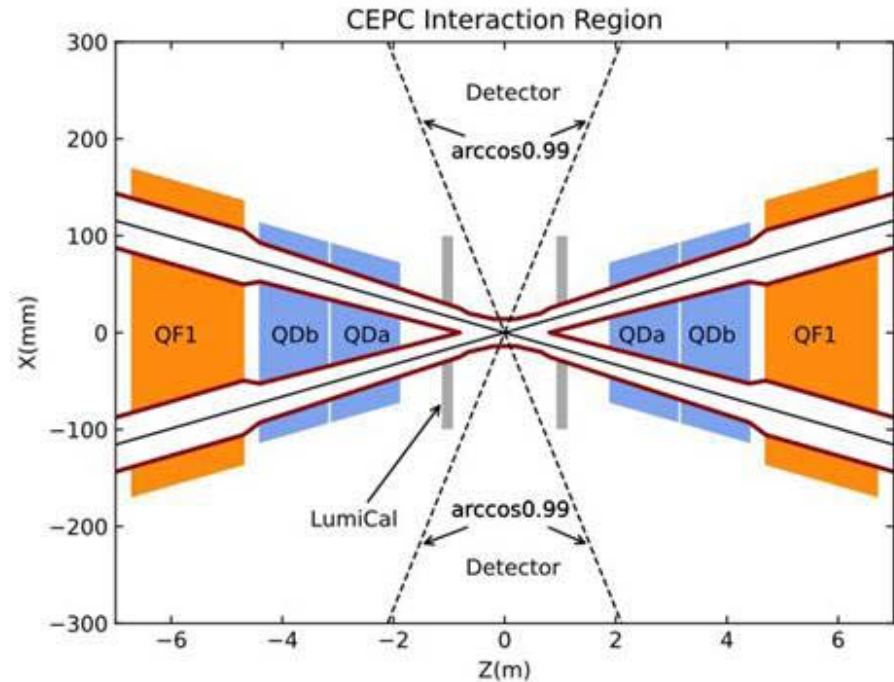 CEPC Interaction Region
300
Detector
200
arccos0.99
100
X(mm)
0
QF1 QDb QDa QDa QDb QF1
−100
LumiCal
arccos0.99
−200
Detector
−300
−6 −4 −2 0 2 4 6
Z(m)